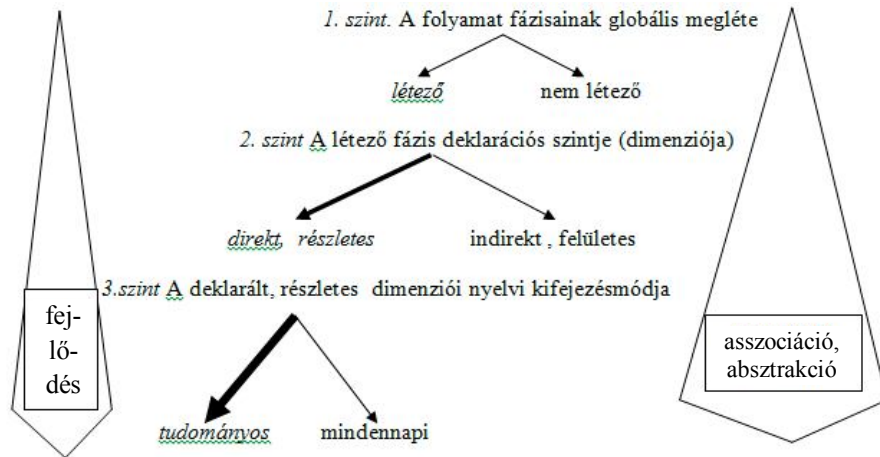 1. szint. A folyamat fázisainak globális megléte
létező nem létező
2. szint A létező fázis deklarációs szintje (dimenziója)
direkt, részletes indirekt , felületes
3.szint A deklarált, részletes dimenziói nyelvi kifejezésmódja
fej-
lő-
dés
asszociáció,
absztrakció
tudományos mindennapi